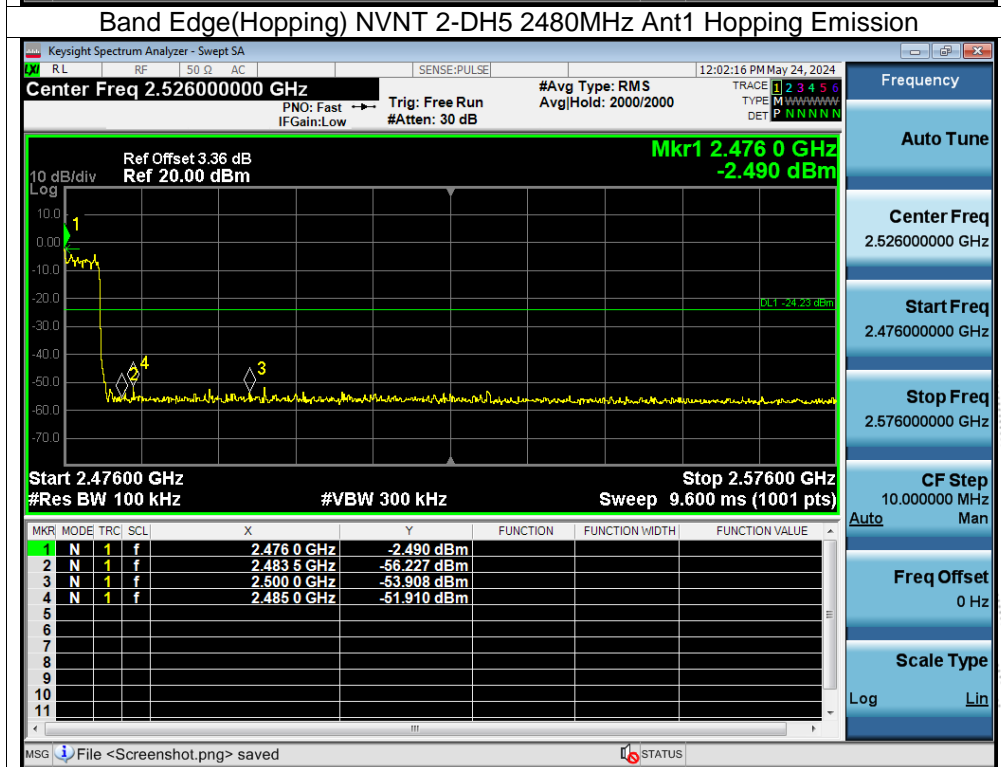 Band Edge(Hopping) NVNT 2-DH5 2480MHz Ant1 Hopping Emission
Keysight Spectrum Analyzer - Swept SA
LXI RL RF 50 Ω AC SENSE:PULSE 12:02:16 PM May 24, 2024
Center Freq 2.526000000 GHz
PNO: Fast
IFGain:Low
Trig: Free Run
#Atten: 30 dB
#Avg Type: RMS
Avg|Hold: 2000/2000
TRACE 1 2 3 4 5 6
TYPE M WWWWW
DET P N N N N N
Ref Offset 3.36 dB
Ref 20.00 dBm
10 dB/div
Log
Mkr1 2.476 0 GHz
-2.490 dBm
10.0
0.00
-10.0
-20.0
-30.0
-40.0
-50.0
-60.0
-70.0
1
2
4
3
DL1 -24.23 dBm
Start 2.47600 GHz Stop 2.57600 GHz
#Res BW 100 kHz #VBW 300 kHz Sweep 9.600 ms (1001 pts)
MKR MODE TRC SCL X Y FUNCTION FUNCTION WIDTH FUNCTION VALUE
1 N 1 f 2.476 0 GHz -2.490 dBm
2 N 1 f 2.483 5 GHz -56.227 dBm
3 N 1 f 2.500 0 GHz -53.908 dBm
4 N 1 f 2.485 0 GHz -51.910 dBm
5
6
7
8
9
10
11
MSG File <Screenshot.png> saved STATUS
Frequency
Auto Tune
Center Freq
2.526000000 GHz
Start Freq
2.476000000 GHz
Stop Freq
2.576000000 GHz
CF Step
10.000000 MHz
Auto Man
Freq Offset
0 Hz
Scale Type
Log Lin